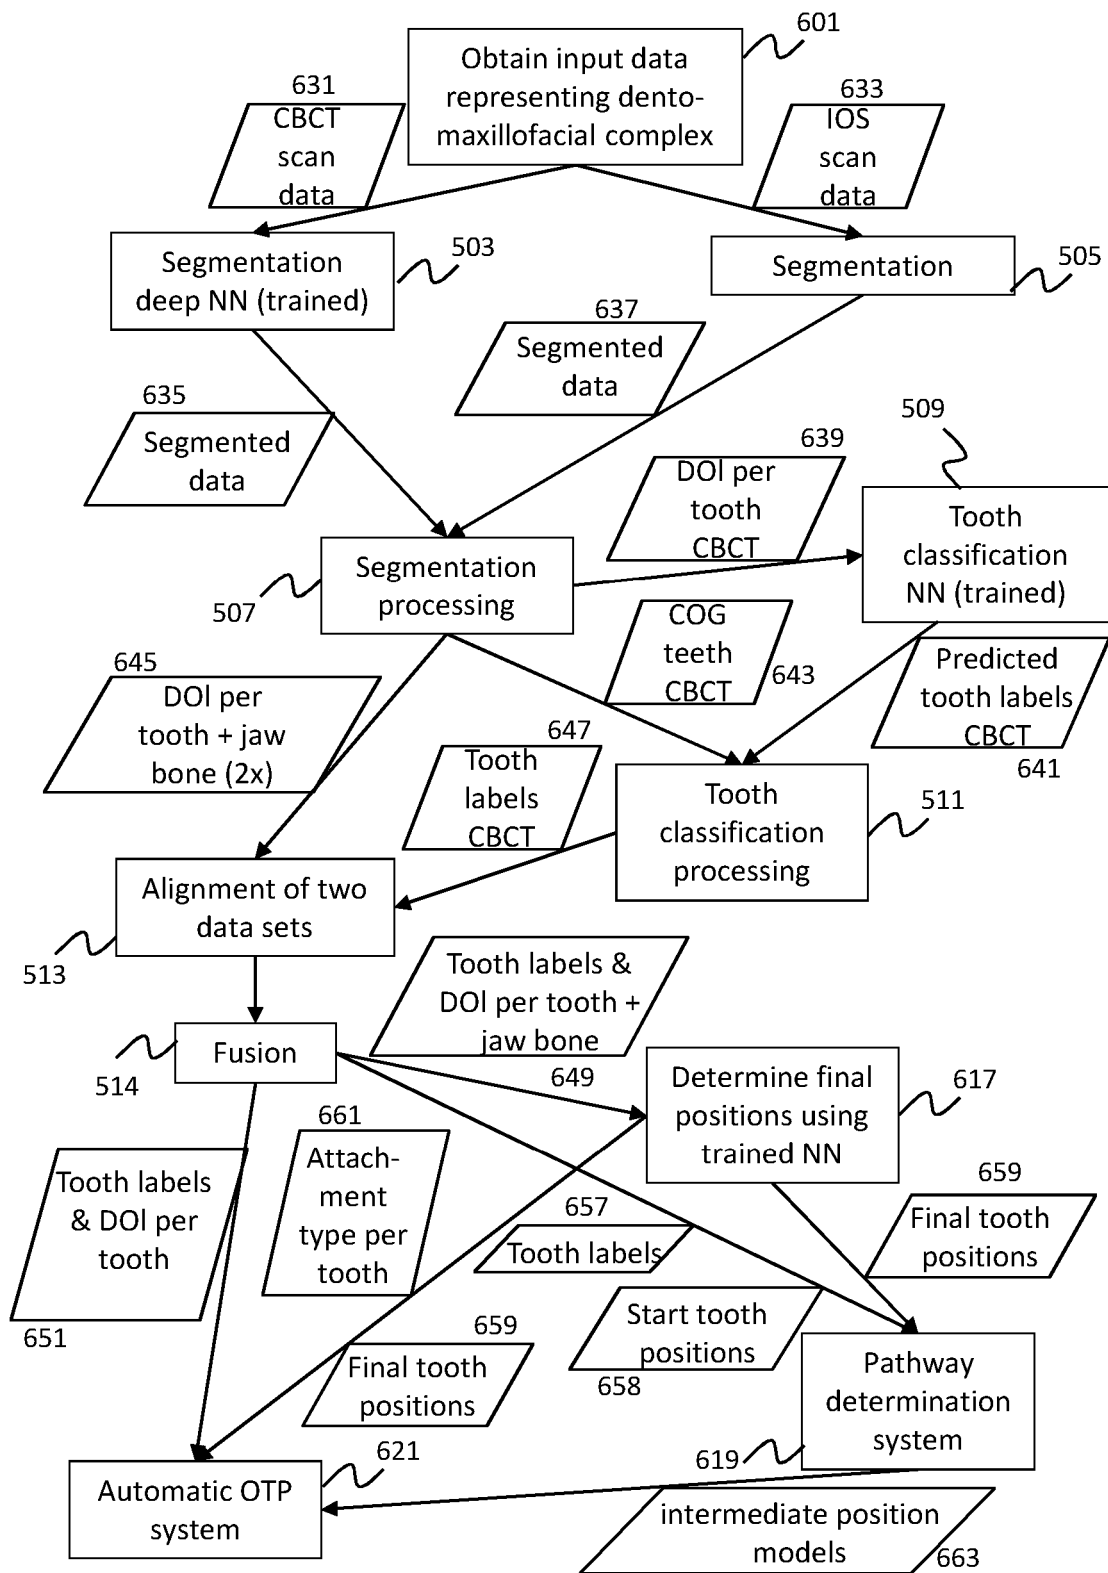 601
Obtain input data
representing dento-
maxillofacial complex
631
CBCT
scan
data
633
IOS
scan
data
Segmentation
deep NN (trained)
503
Segmentation
505
637
Segmented
data
635
Segmented
data
509
639
DOI per
tooth
CBCT
Tooth
classification
NN (trained)
Segmentation
processing
507
COG
teeth
CBCT
643
645
DOI per
tooth + jaw
bone (2x)
Predicted
tooth labels
CBCT
641
647
Tooth
labels
CBCT
Tooth
classification
processing
511
Alignment of two
data sets
513
Tooth labels &
DOI per tooth +
jaw bone
649
Fusion
514
Determine final
positions using
trained NN
617
661
Attach-
ment
type per
tooth
Tooth labels
& DOI per
tooth
651
657
Tooth labels
659
Final tooth
positions
Start tooth
positions
658
659
Final tooth
positions
Pathway
determination
system
619
621
Automatic OTP
system
intermediate position
models
663